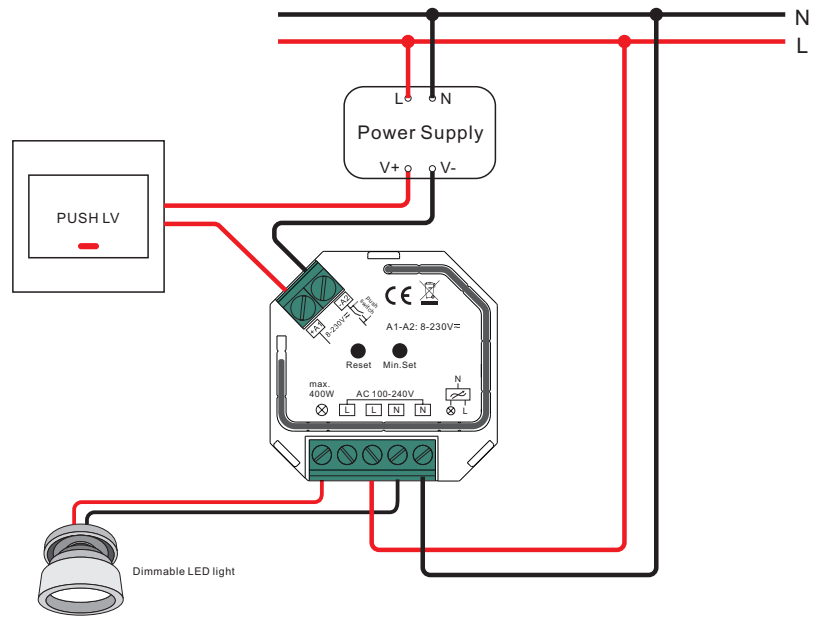 N
L
L N
Power Supply
V+ V-
PUSH LV
CE
+A1
-A2
Push
Switch
8-230V
A1-A2: 8-230V
Reset
Min.Set
max.
400W
AC 100-240V
L L N N
N
L
Dimmable LED light